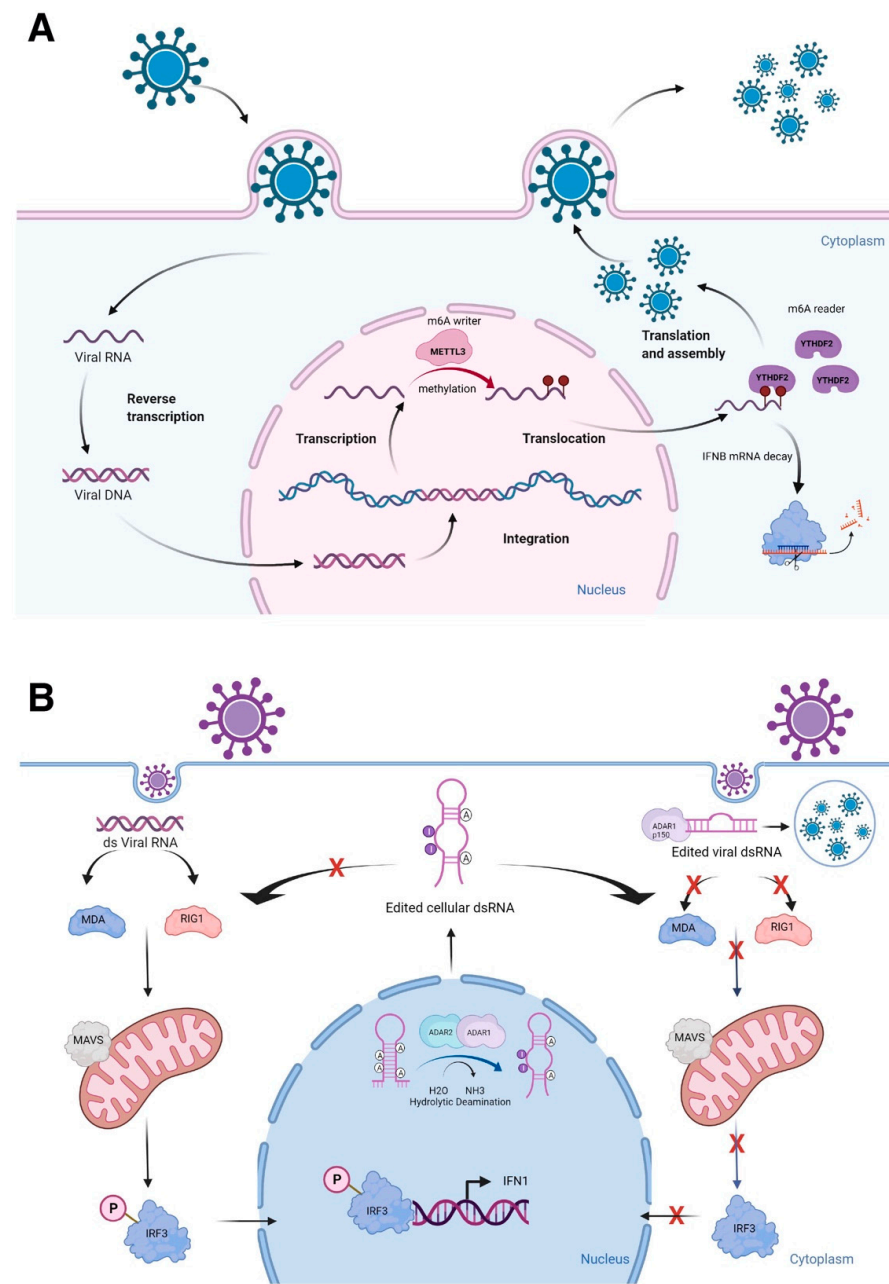 A
Cytoplasm
m6A writer
METTL3
methylation
Viral RNA
Reverse
transcription
Viral DNA
Transcription
Translocation
Integration
Nucleus
Translation
and assembly
m6A reader
YTHDF2
YTHDF2
YTHDF2
IFNB mRNA decay
B
ds Viral RNA
MDA
RIG1
MAVS
P
IRF3
A
I
I
A
Edited cellular dsRNA
X
ADAR1
p150
Edited viral dsRNA
X
X
MDA
RIG1
X
MAVS
X
IRF3
X
ADAR2
ADAR1
A
A
A
A
A
I
I
A
H2O
NH3
Hydrolytic Deamination
P
IRF3
IFN1
Nucleus
Cytoplasm